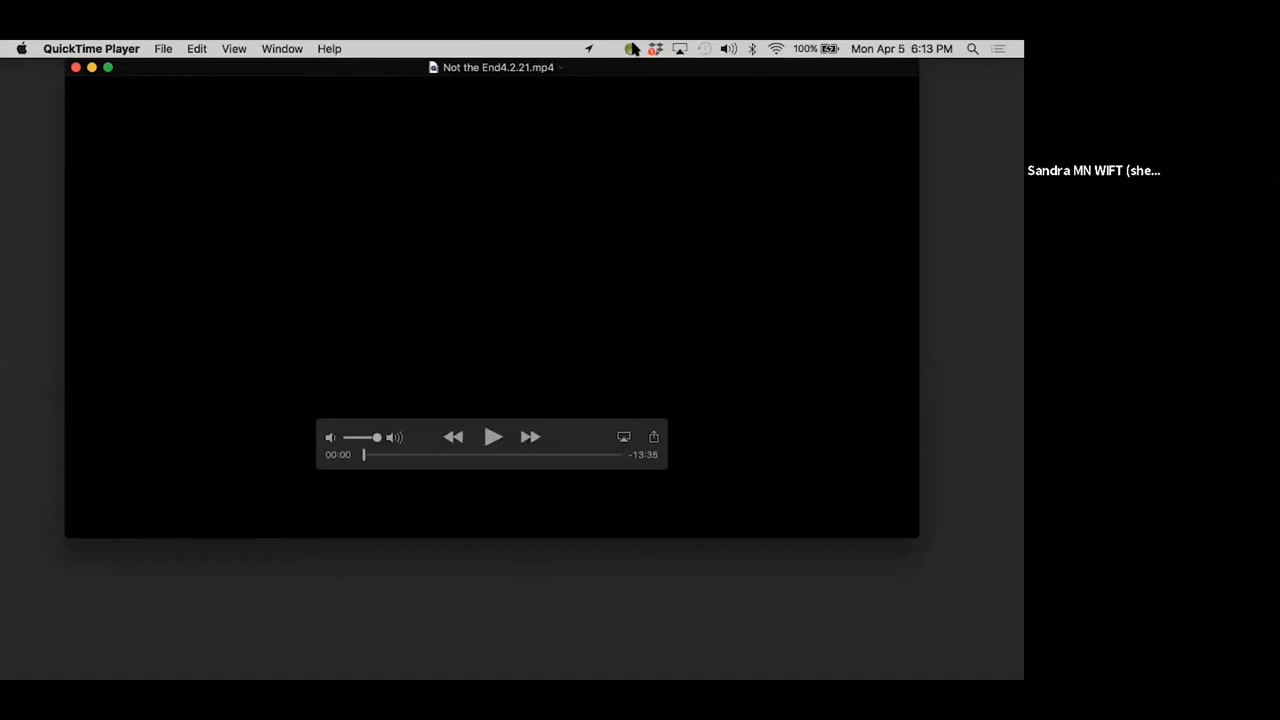 QuickTime Player File Edit View Window Help 100% Mon Apr 5 6:13 PM
Not the End4.2.21.mp4
Sandra MN WIFT (she...
00:00 -13:35